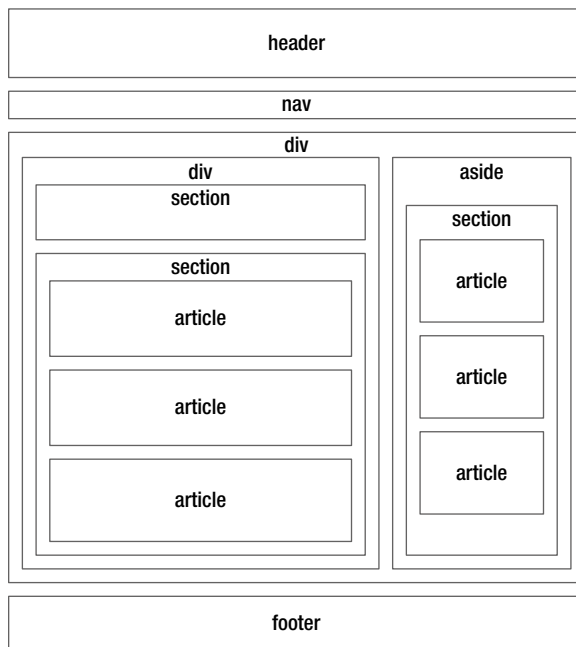 header
nav
div
div
section
section
article
article
article
aside
section
article
article
article
footer